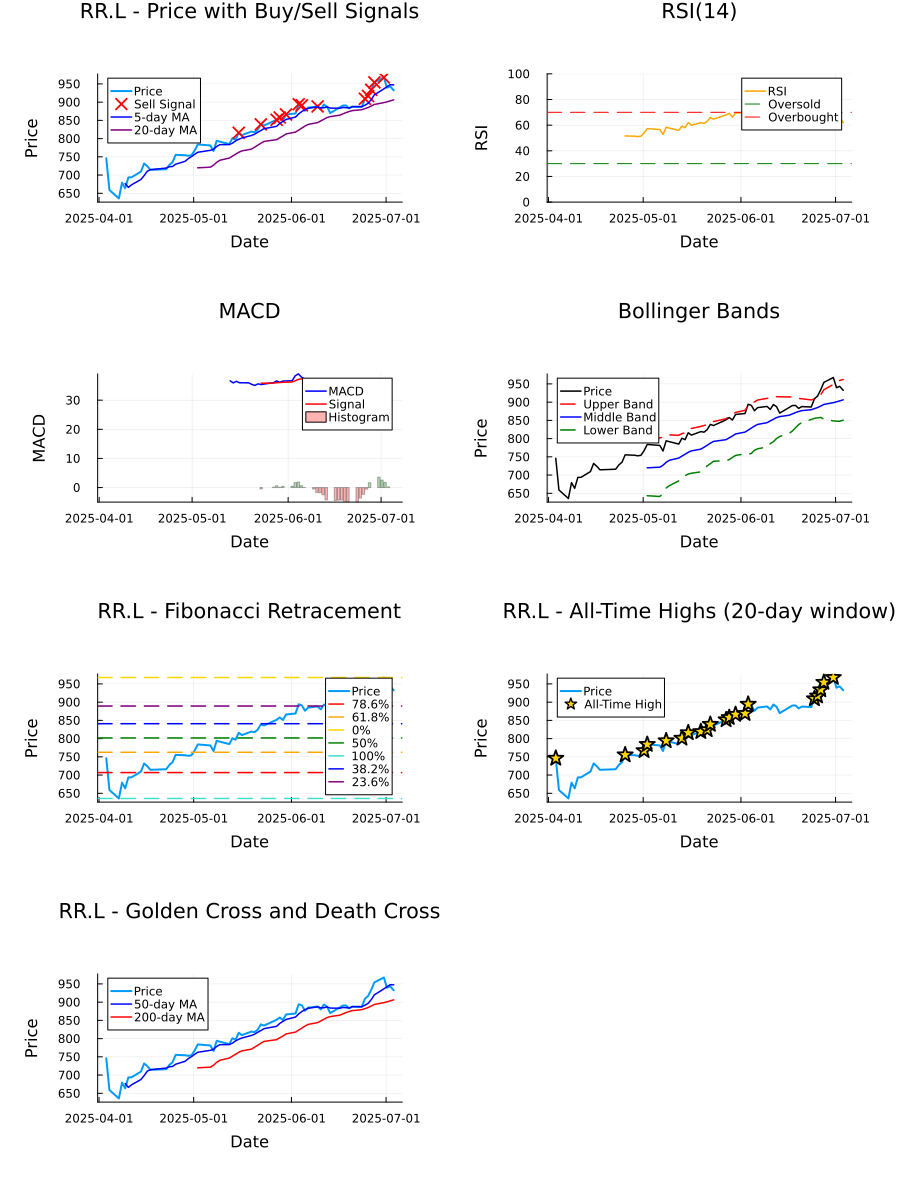 RR.L - Price with Buy/Sell Signals
Price
950
900
850
800
750
700
650
Price
Sell Signal
5-day MA
20-day MA
2025-04-01
2025-05-01
2025-06-01
2025-07-01
Date
RSI(14)
RSI
100
80
60
40
20
0
RSI
Oversold
Overbought
2025-04-01
2025-05-01
2025-06-01
2025-07-01
Date
MACD
MACD
30
20
10
0
MACD
Signal
Histogram
2025-04-01
2025-05-01
2025-06-01
2025-07-01
Date
Bollinger Bands
Price
950
900
850
800
750
700
650
Price
Upper Band
Middle Band
Lower Band
2025-04-01
2025-05-01
2025-06-01
2025-07-01
Date
RR.L - Fibonacci Retracement
Price
950
900
850
800
750
700
650
Price
78.6%
61.8%
0%
50%
100%
38.2%
23.6%
2025-04-01
2025-05-01
2025-06-01
2025-07-01
Date
RR.L - All-Time Highs (20-day window)
Price
950
900
850
800
750
700
650
Price
All-Time High
2025-04-01
2025-05-01
2025-06-01
2025-07-01
Date
RR.L - Golden Cross and Death Cross
Price
950
900
850
800
750
700
650
Price
50-day MA
200-day MA
2025-04-01
2025-05-01
2025-06-01
2025-07-01
Date